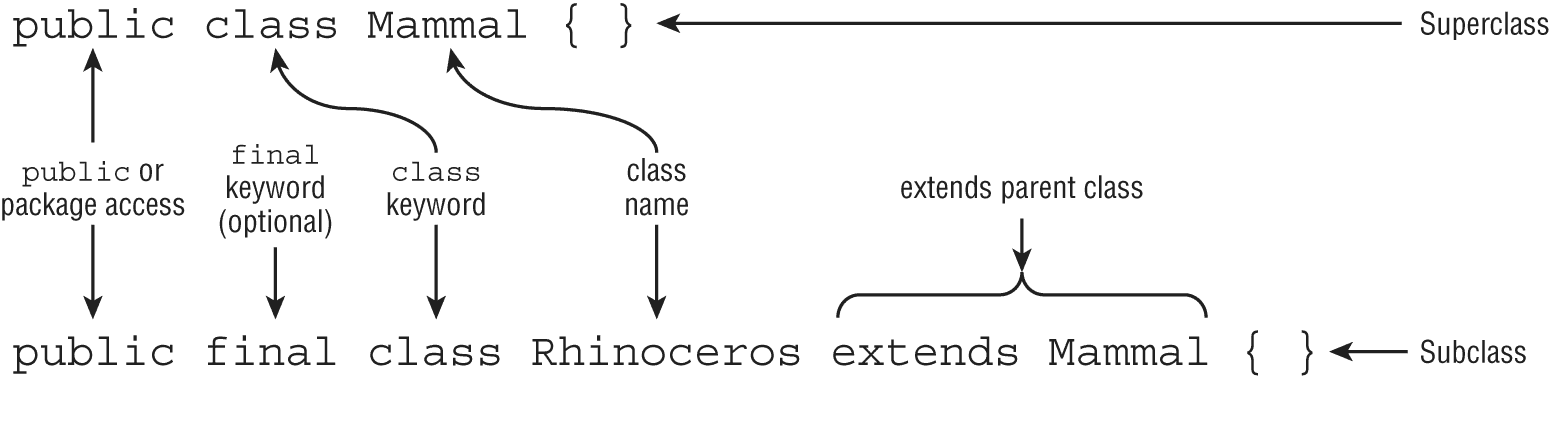 public class Mammal { }
Superclass
public or
package access
final
keyword
(optional)
class
keyword
class
name
extends parent class
public final class Rhinoceros extends Mammal { }
Subclass